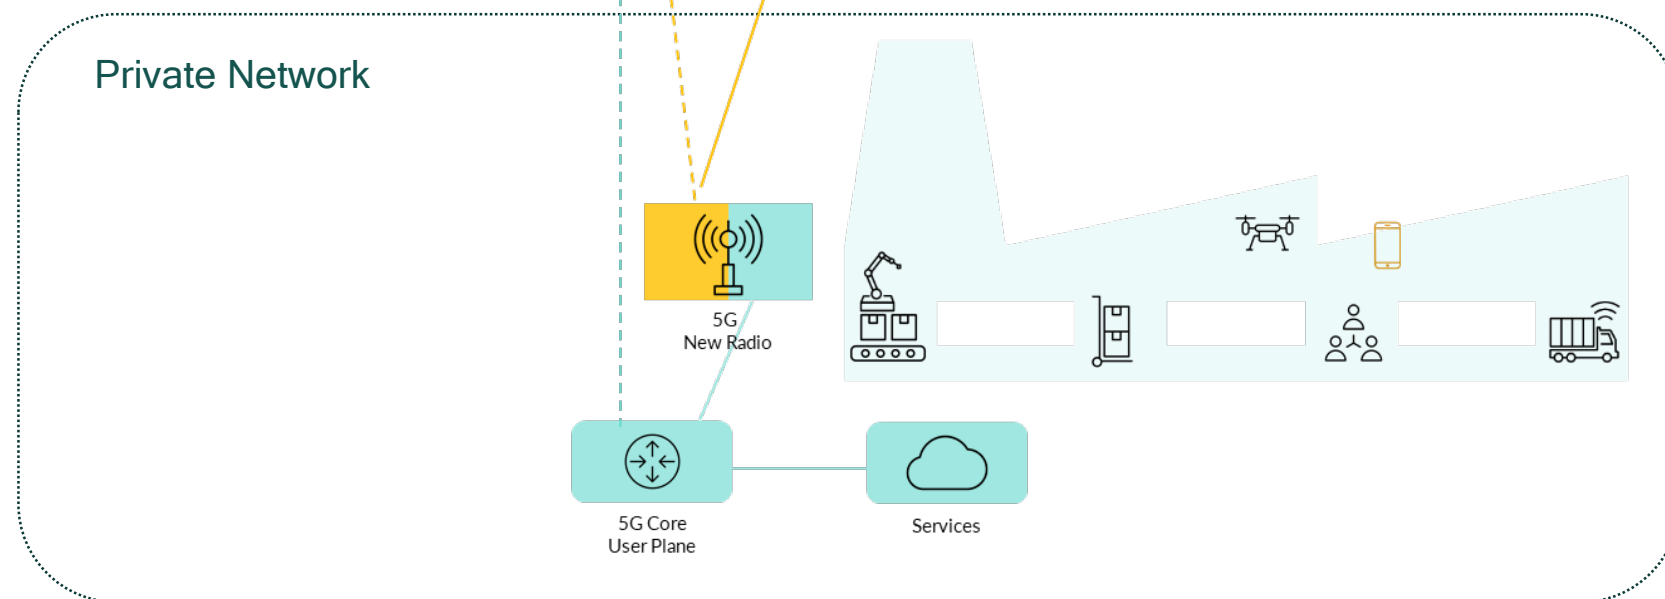 Private Network
5G
New Radio
5G Core
User Plane
Services